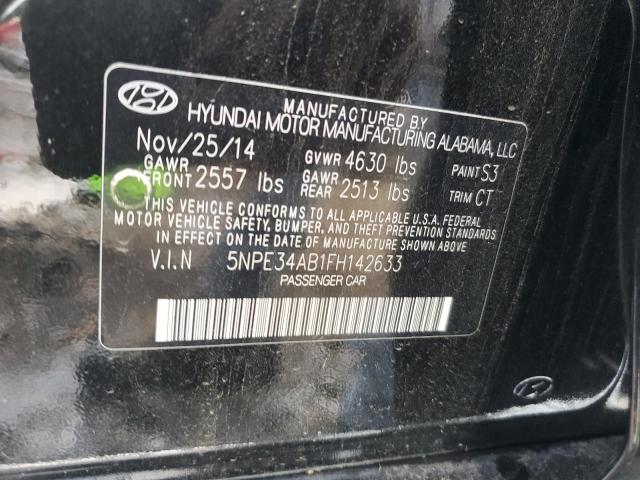 MANUFACTURED BY
HYUNDAI MOTOR MANUFACTURING ALABAMA, LLC
Nov/25/14 GVWR 4630 lbs PAINT S3
GAWR FRONT 2557 lbs GAWR REAR 2513 lbs TRIM CT
THIS VEHICLE CONFORMS TO ALL APPLICABLE U.S.A. FEDERAL
MOTOR VEHICLE SAFETY, BUMPER, AND THEFT PREVENTION STANDARDS
IN EFFECT ON THE DATE OF MANUFACTURE SHOWN ABOVE.
V.I.N 5NPE34AB1FH142633
PASSENGER CAR